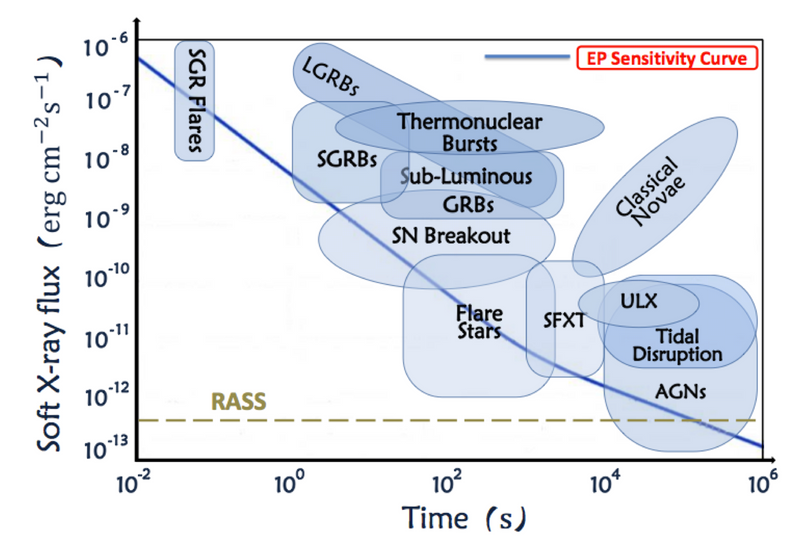 10⁻⁶
10⁻⁷
10⁻⁸
10⁻⁹
10⁻¹⁰
10⁻¹¹
10⁻¹²
10⁻¹³
Soft X-ray flux (erg cm⁻² s⁻¹)
EP Sensitivity Curve
SGR Flares
LGRBs
Thermonuclear
Bursts
SGRBs
Sub-Luminous
GRBs
SN Breakout
Classical
Novae
Flare
Stars
SFXT
ULX
Tidal
Disruption
AGNs
RASS
10⁻²
10⁰
10²
10⁴
10⁶
Time (s)